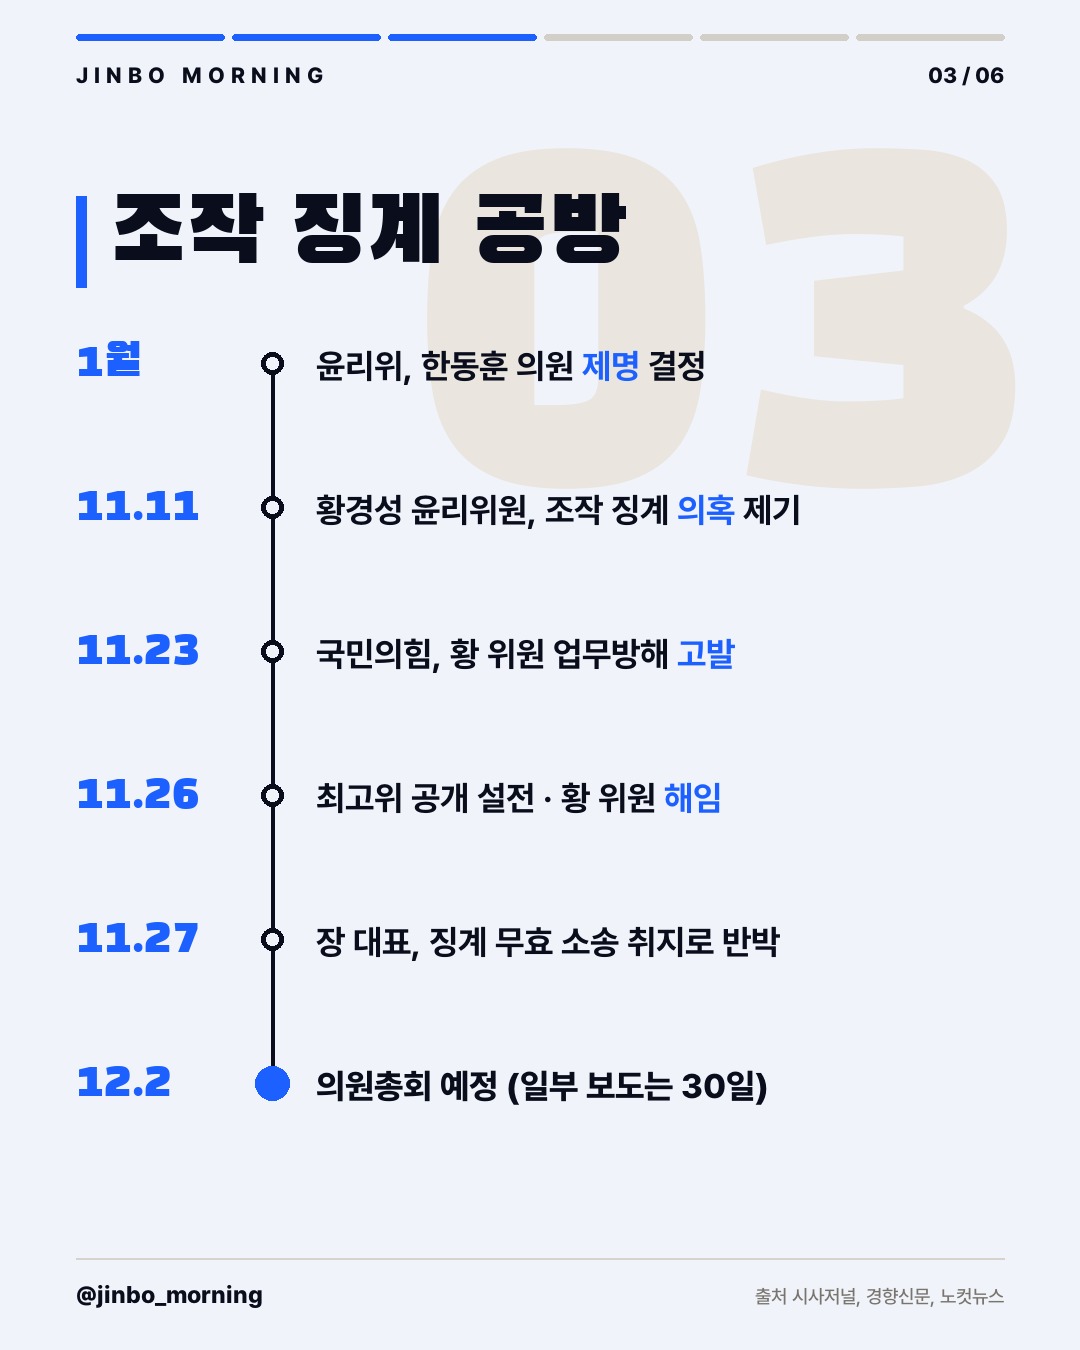 JINBO MORNING
03 / 06
03
조작 징계 공방
1월 윤리위, 한동훈 의원 제명 결정
11.11 황경성 윤리위원, 조작 징계 의혹 제기
11.23 국민의힘, 황 위원 업무방해 고발
11.26 최고위 공개 설전 · 황 위원 해임
11.27 장 대표, 징계 무효 소송 취지로 반박
12.2 의원총회 예정 (일부 보도는 30일)
@jinbo_morning
출처 시사저널, 경향신문, 노컷뉴스